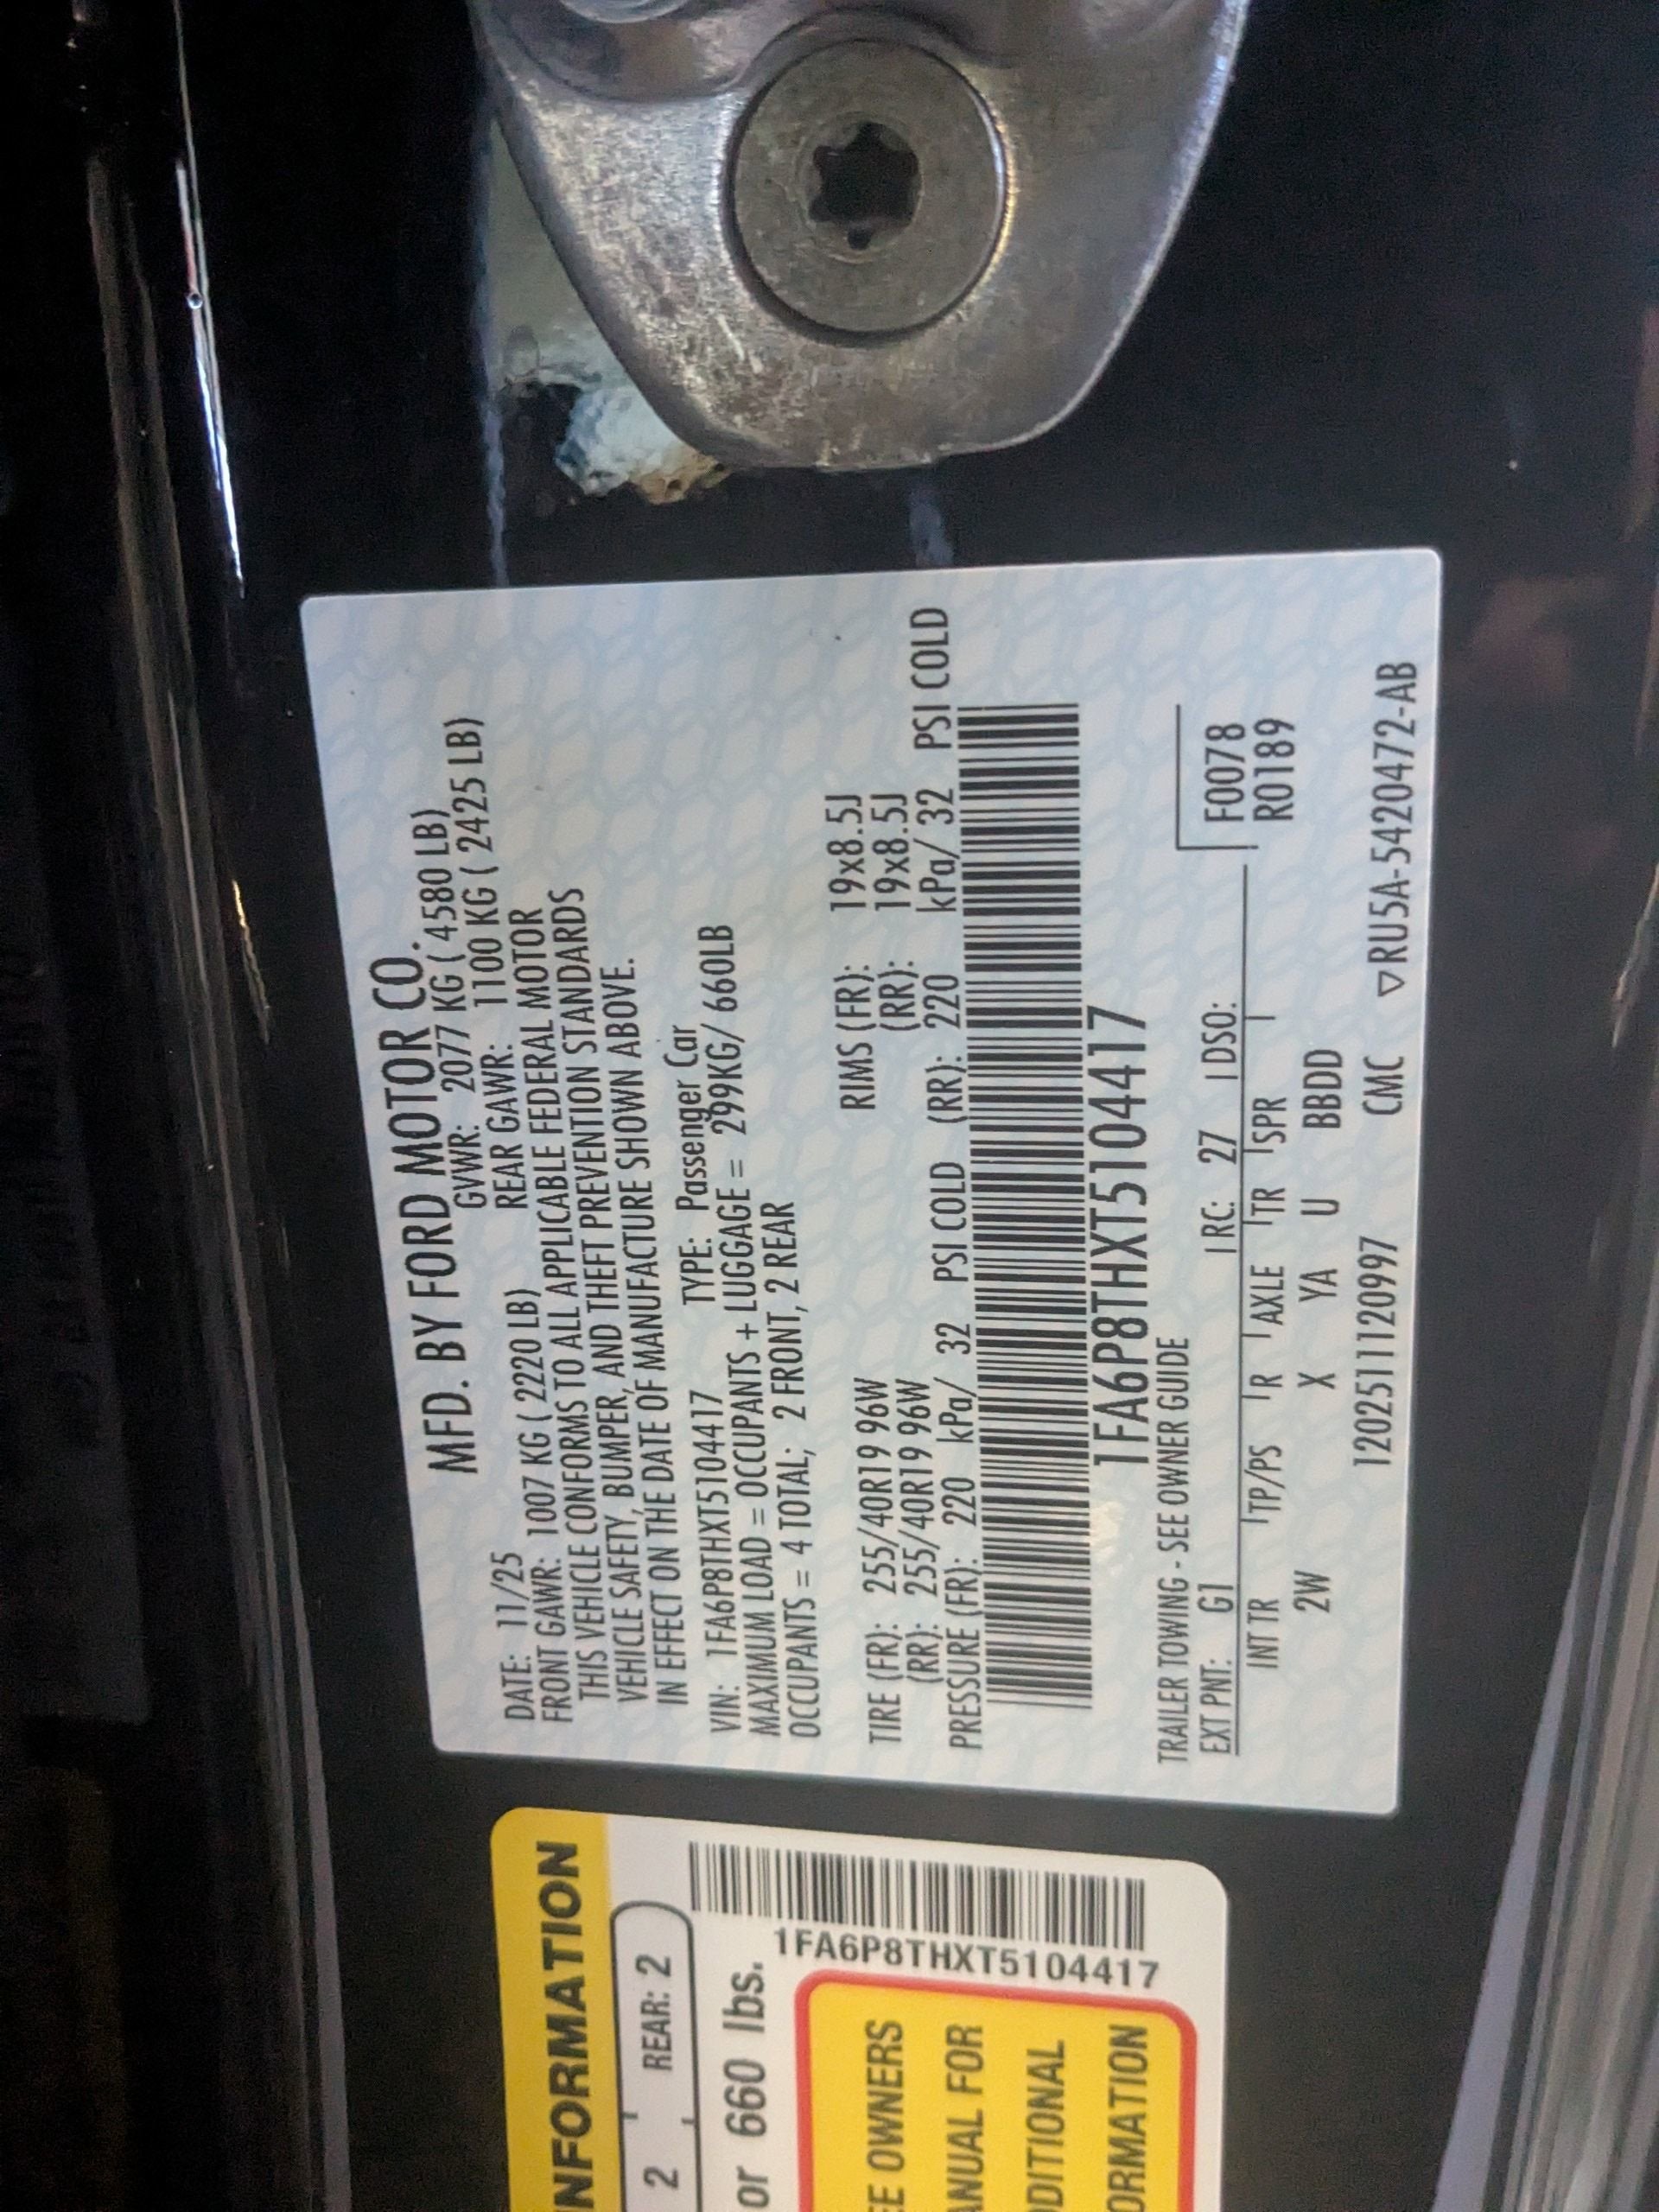 MFD. BY FORD MOTOR CO.
DATE: 11/25 GVWR: 2077 KG ( 4580 LB)
FRONT GAWR: 1007 KG ( 2220 LB) REAR GAWR: 1100 KG ( 2425 LB)
THIS VEHICLE CONFORMS TO ALL APPLICABLE FEDERAL MOTOR
VEHICLE SAFETY, BUMPER, AND THEFT PREVENTION STANDARDS
IN EFFECT ON THE DATE OF MANUFACTURE SHOWN ABOVE.
VIN: 1FA6P8THXT5104417 TYPE: Passenger Car
MAXIMUM LOAD = OCCUPANTS + LUGGAGE = 299KG/ 660LB
OCCUPANTS = 4 TOTAL; 2 FRONT, 2 REAR
TIRE (FR): 255/40R19 96W RIMS (FR): 19x8.5J
(RR): 255/40R19 96W (RR): 19x8.5J
PRESSURE (FR): 220 kPa/ 32 PSI COLD (RR): 220 kPa/ 32 PSI COLD
1FA6P8THXT5104417
TRAILER TOWING - SEE OWNER GUIDE
EXT PNT: G1 RC: 27 DSO: F0078
INT TR TP/PS R AXLE TR SPR R0189
2W X YA U BBDD
12025111120997 CMC ▽RU5A-5420472-AB
NFORMATION
2 REAR: 2
or 660 lbs.
1FA6P8THXT5104417
EE OWNERS
ANUAL FOR
DDITIONAL
ORMATION